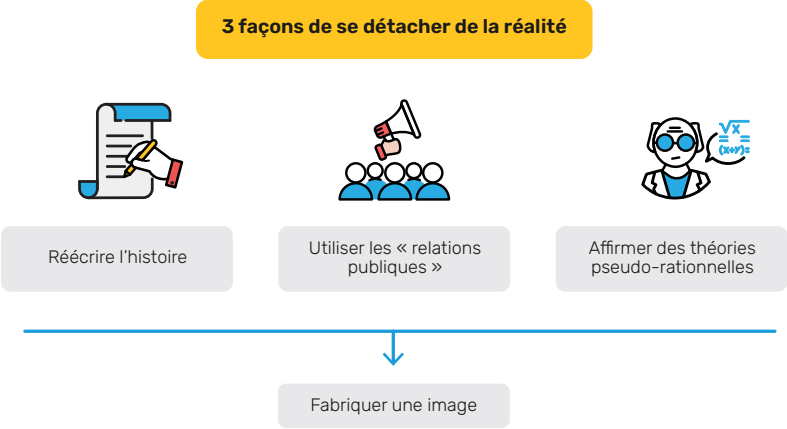 3 façons de se détacher de la réalité
√x
=  =
(x+y)=
Réécrire l’histoire
Utiliser les « relations
publiques »
Affirmer des théories
pseudo-rationnelles
Fabriquer une image